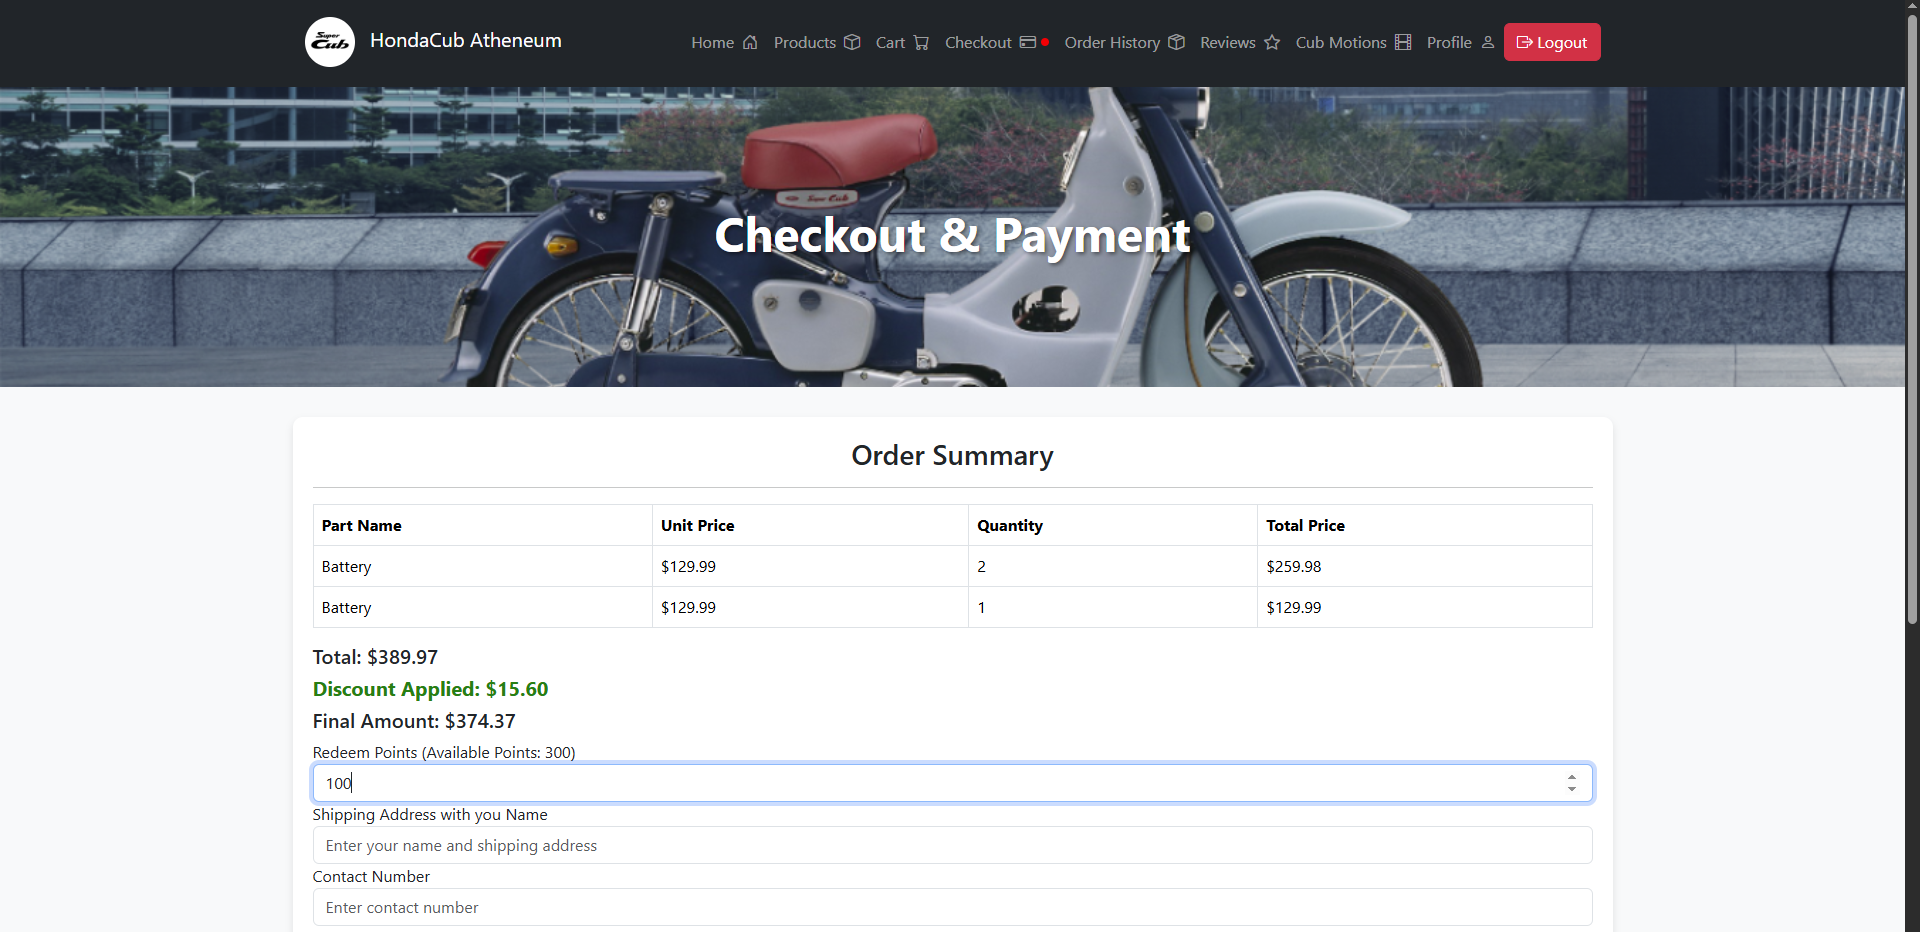 Super Cub HondaCub Atheneum Home Products Cart Checkout Order History Reviews Cub Motions Profile Logout
Super Cub
Checkout & Payment
Order Summary
Part Name Unit Price Quantity Total Price
Battery $129.99 2 $259.98
Battery $129.99 1 $129.99
Total: $389.97
Discount Applied: $15.60
Final Amount: $374.37
Redeem Points (Available Points: 300)
100
Shipping Address with you Name
Enter your name and shipping address
Contact Number
Enter contact number